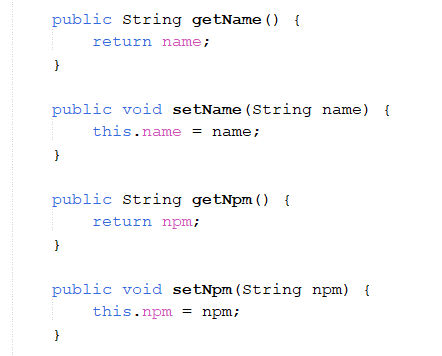 public String getName() {
return name;
}
public void setName(String name) {
this.name = name;
}
public String getNpm() {
return npm;
}
public void setNpm(String npm) {
this.npm = npm;
}